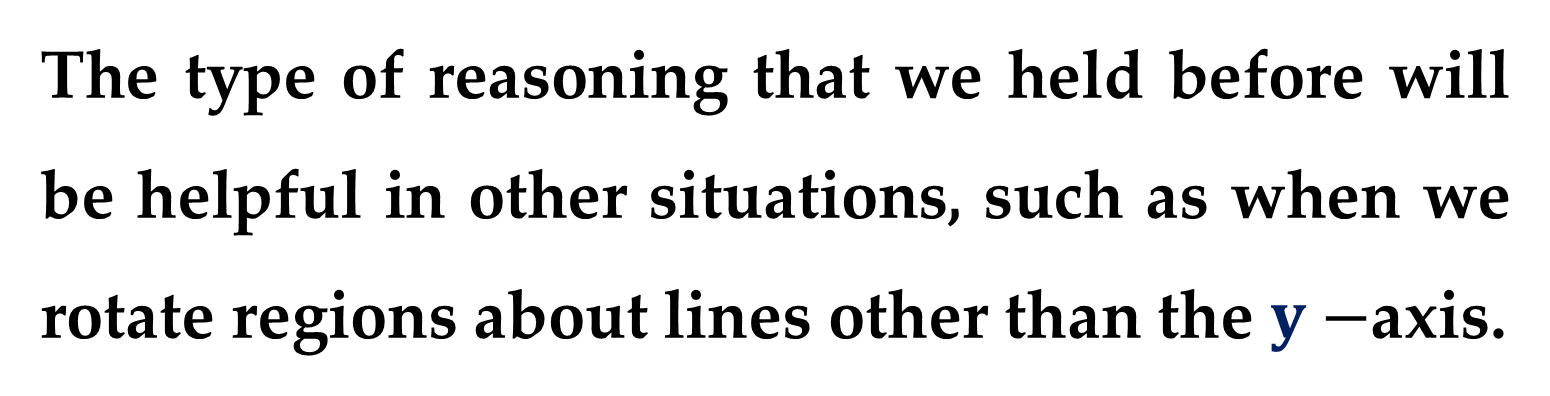 The type of reasoning that we held before will
be helpful in other situations, such as when we
rotate regions about lines other than the y −axis.